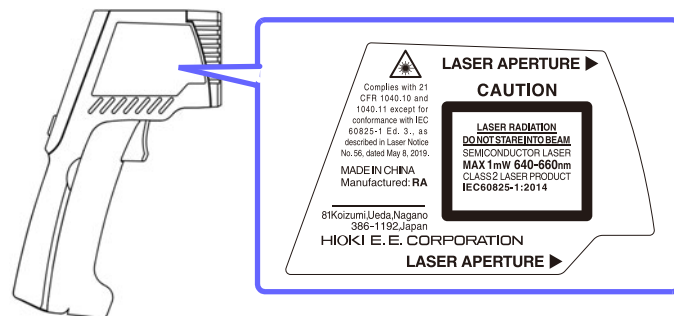 LASER APERTURE ▶
CAUTION
Complies with 21
CFR 1040.10 and
1040.11 except for
conformance with IEC
60825-1 Ed. 3., as
described in Laser Notice
No. 56, dated May 8, 2019.
MADE IN CHINA
Manufactured: RA
LASER RADIATION
DO NOT STARE INTO BEAM
SEMICONDUCTOR LASER
MAX 1mW 640-660nm
CLASS 2 LASER PRODUCT
IEC60825-1:2014
81Koizumi,Ueda,Nagano
386-1192,Japan
HIOKI E. E. CORPORATION
LASER APERTURE ▶